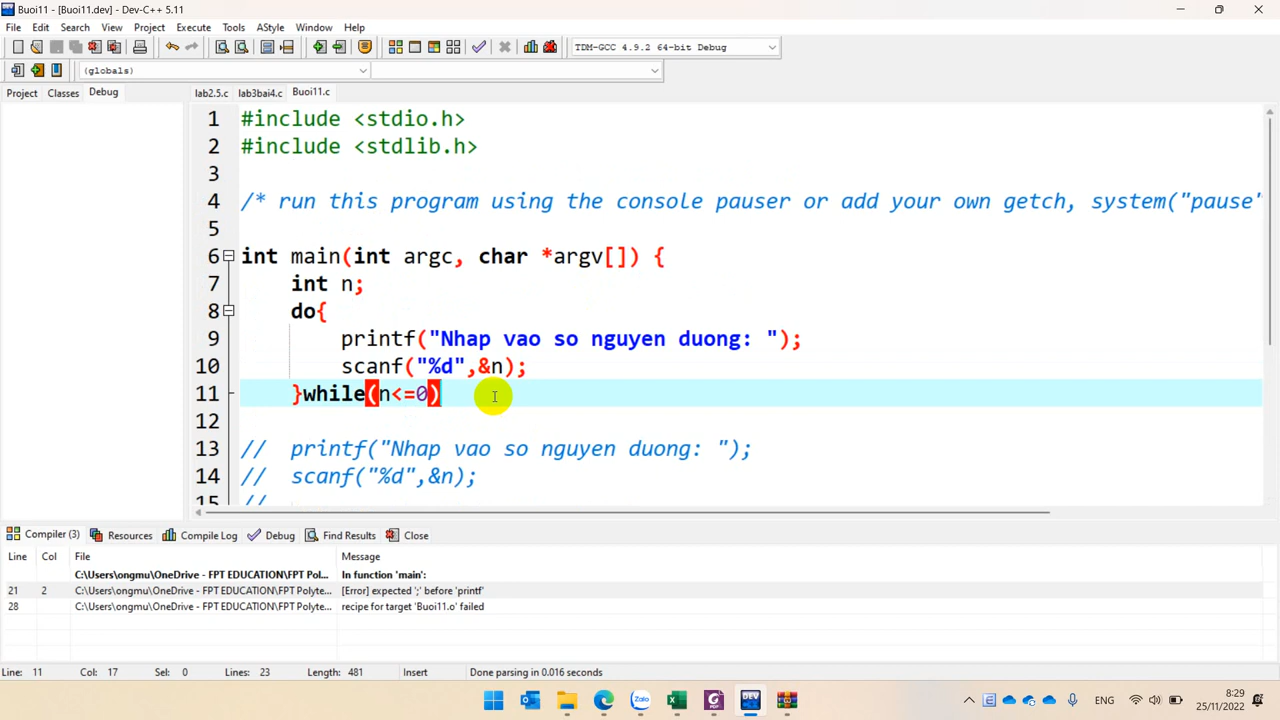 Buoi11 - [Buoi11.dev] - Dev-C++ 5.11
File Edit Search View Project Execute Tools AStyle Window Help
TDM-GCC 4.9.2 64-bit Debug
(globals)
Project Classes Debug lab2.5.c lab3bai4.c Buoi11.c
1 #include <stdio.h>
2 #include <stdlib.h>
3
4 /* run this program using the console pauser or add your own getch, system("pause"
5
6 int main(int argc, char *argv[]) {
7 int n;
8 do{
9 printf("Nhap vao so nguyen duong: ");
10 scanf("%d",&n);
11 }while(n<=0)
12
13 // printf("Nhap vao so nguyen duong: ");
14 // scanf("%d",&n);
15 //
Compiler (3) Resources Compile Log Debug Find Results Close
Line Col File Message
C:\Users\ongmu\OneDrive - FPT EDUCATION\FPT Pol... In function 'main':
21 2 C:\Users\ongmu\OneDrive - FPT EDUCATION\FPT Polyte... [Error] expected ';' before 'printf'
28 C:\Users\ongmu\OneDrive - FPT EDUCATION\FPT Polyte... recipe for target 'Buoi11.o' failed
Line: 11 Col: 17 Sel: 0 Lines: 23 Length: 481 Insert Done parsing in 0.016 seconds
Zalo PDF DEV ENG 8:29
25/11/2022